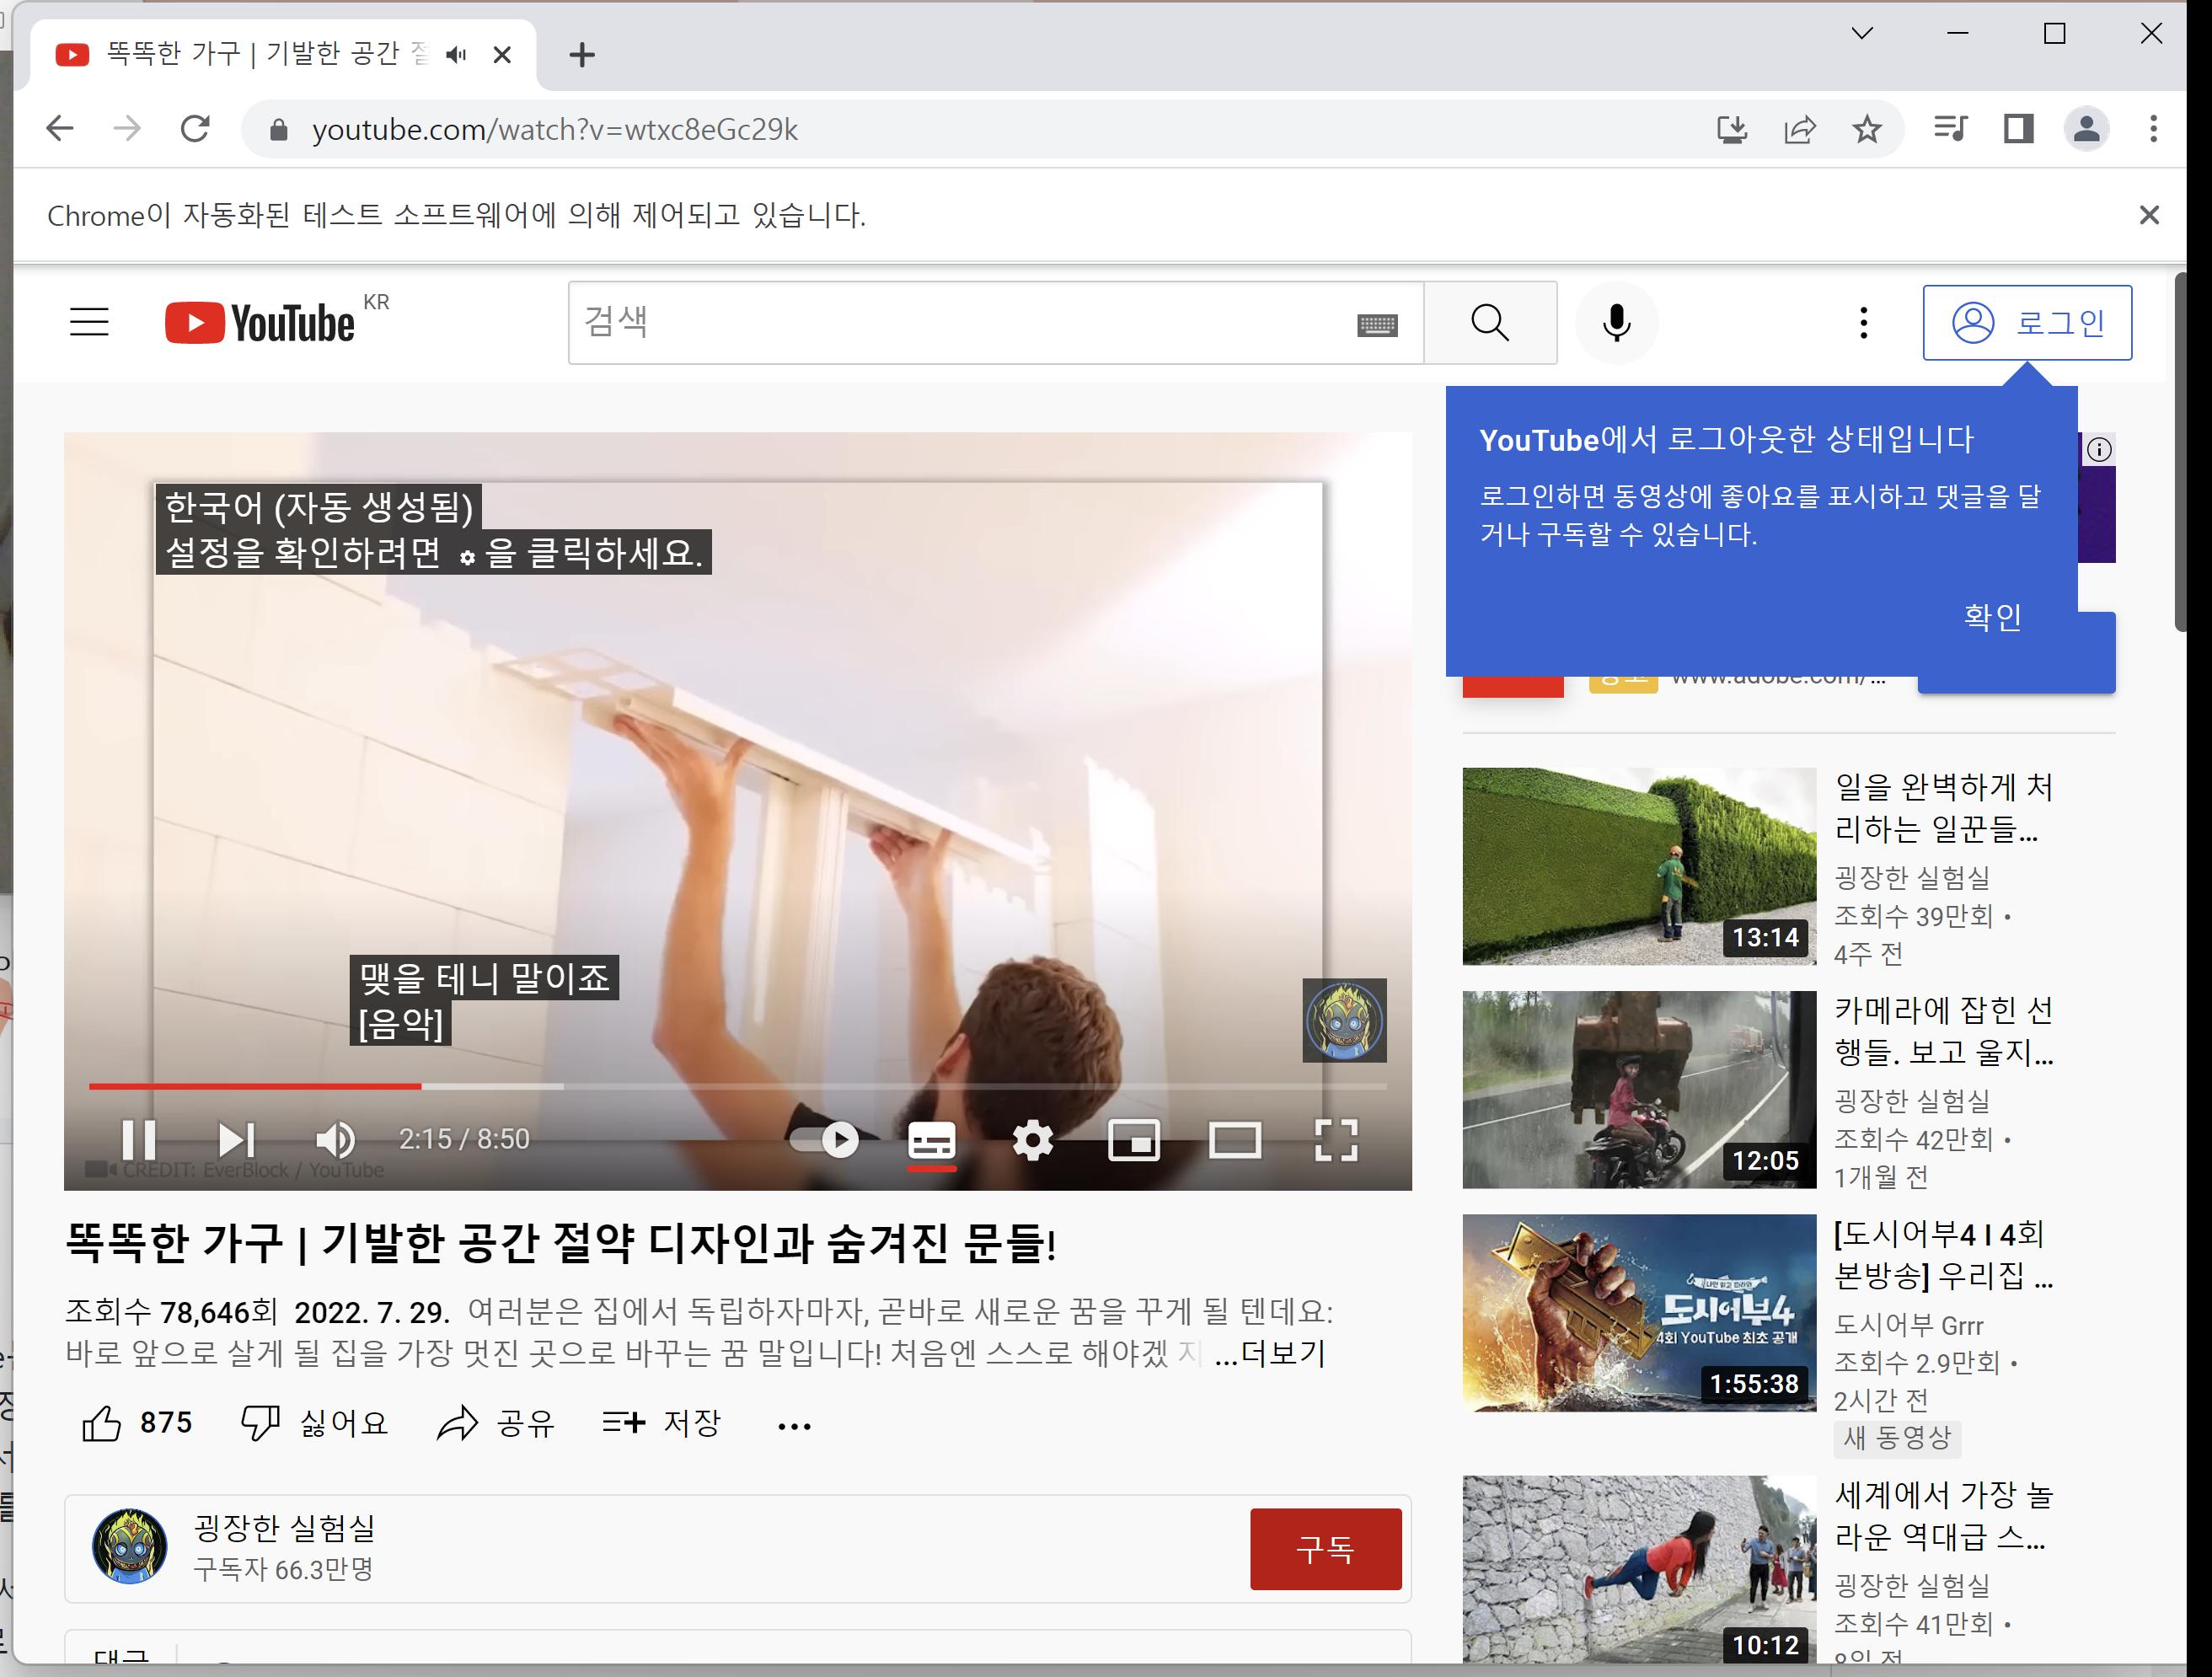 똑똑한 가구 | 기발한 공간 절
youtube.com/watch?v=wtxc8eGc29k
Chrome이 자동화된 테스트 소프트웨어에 의해 제어되고 있습니다.
YouTube KR
검색
로그인
YouTube에서 로그아웃한 상태입니다
로그인하면 동영상에 좋아요를 표시하고 댓글을 달
거나 구독할 수 있습니다.
확인
광고 www.adobe.com/...
한국어 (자동 생성됨)
설정을 확인하려면 을 클릭하세요.
맺을 테니 말이죠
[음악]
2:15 / 8:50
CREDIT: EverBlock / YouTube
똑똑한 가구 | 기발한 공간 절약 디자인과 숨겨진 문들!
조회수 78,646회 2022. 7. 29. 여러분은 집에서 독립하자마자, 곧바로 새로운 꿈을 꾸게 될 텐데요:
바로 앞으로 살게 될 집을 가장 멋진 곳으로 바꾸는 꿈 말입니다! 처음엔 스스로 해야겠지 ...더보기
875 싫어요 공유 저장
굉장한 실험실
구독자 66.3만명
구독
댓글
일을 완벽하게 처
리하는 일꾼들...
굉장한 실험실
조회수 39만회 •
4주 전
13:14
카메라에 잡힌 선
행들. 보고 울지...
굉장한 실험실
조회수 42만회 •
1개월 전
12:05
[도시어부4 I 4회
본방송] 우리집 ...
도시어부 Grrr
조회수 2.9만회 •
2시간 전
새 동영상
도시어부4
4회 YouTube 최초 공개
1:55:38
세계에서 가장 놀
라운 역대급 스...
굉장한 실험실
조회수 41만회 •
10:12